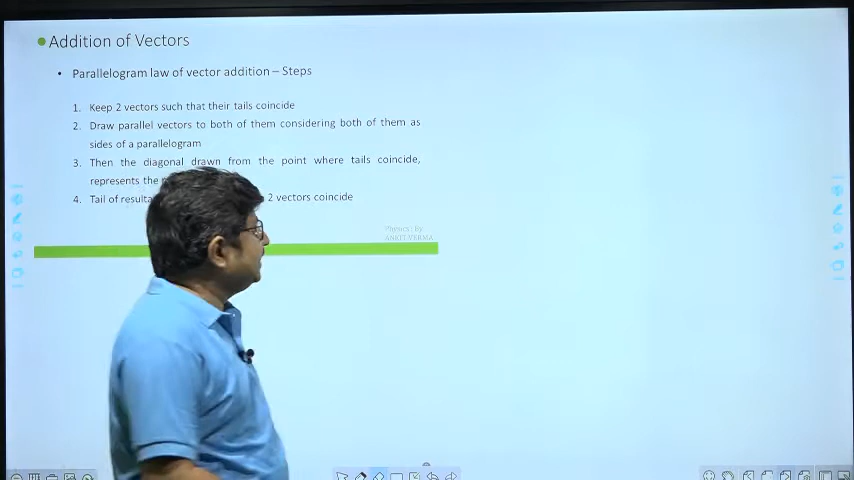 Addition of Vectors
• Parallelogram law of vector addition – Steps
1. Keep 2 vectors such that their tails coincide
2. Draw parallel vectors to both of them considering both of them as
sides of a parallelogram
3. Then the diagonal drawn from the point where tails coincide,
represents the
4. Tail of 2 vectors coincide
Physics : By
ANKIT VERMA